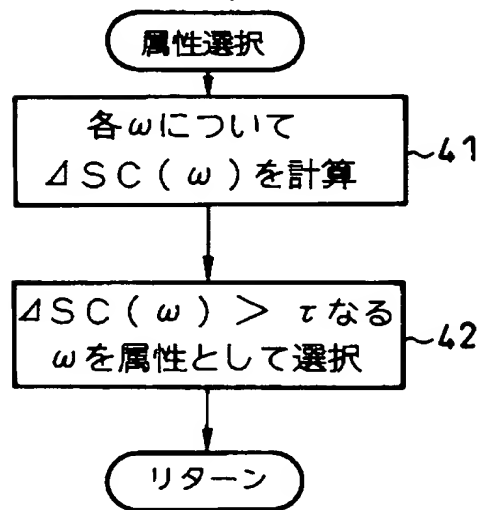 属性選択
各ωについて
ΔSC(ω)を計算
~41
ΔSC(ω)> τなる
ωを属性として選択
~42
リターン